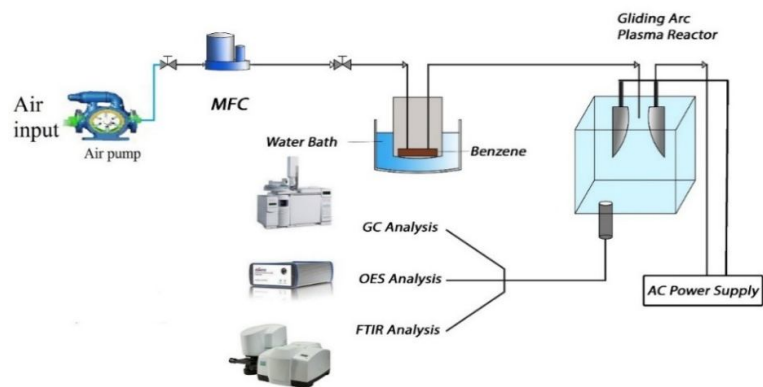 Gliding Arc
Plasma Reactor
Air
input
Air pump
MFC
Water Bath
Benzene
GC Analysis
OES Analysis
FTIR Analysis
AC Power Supply